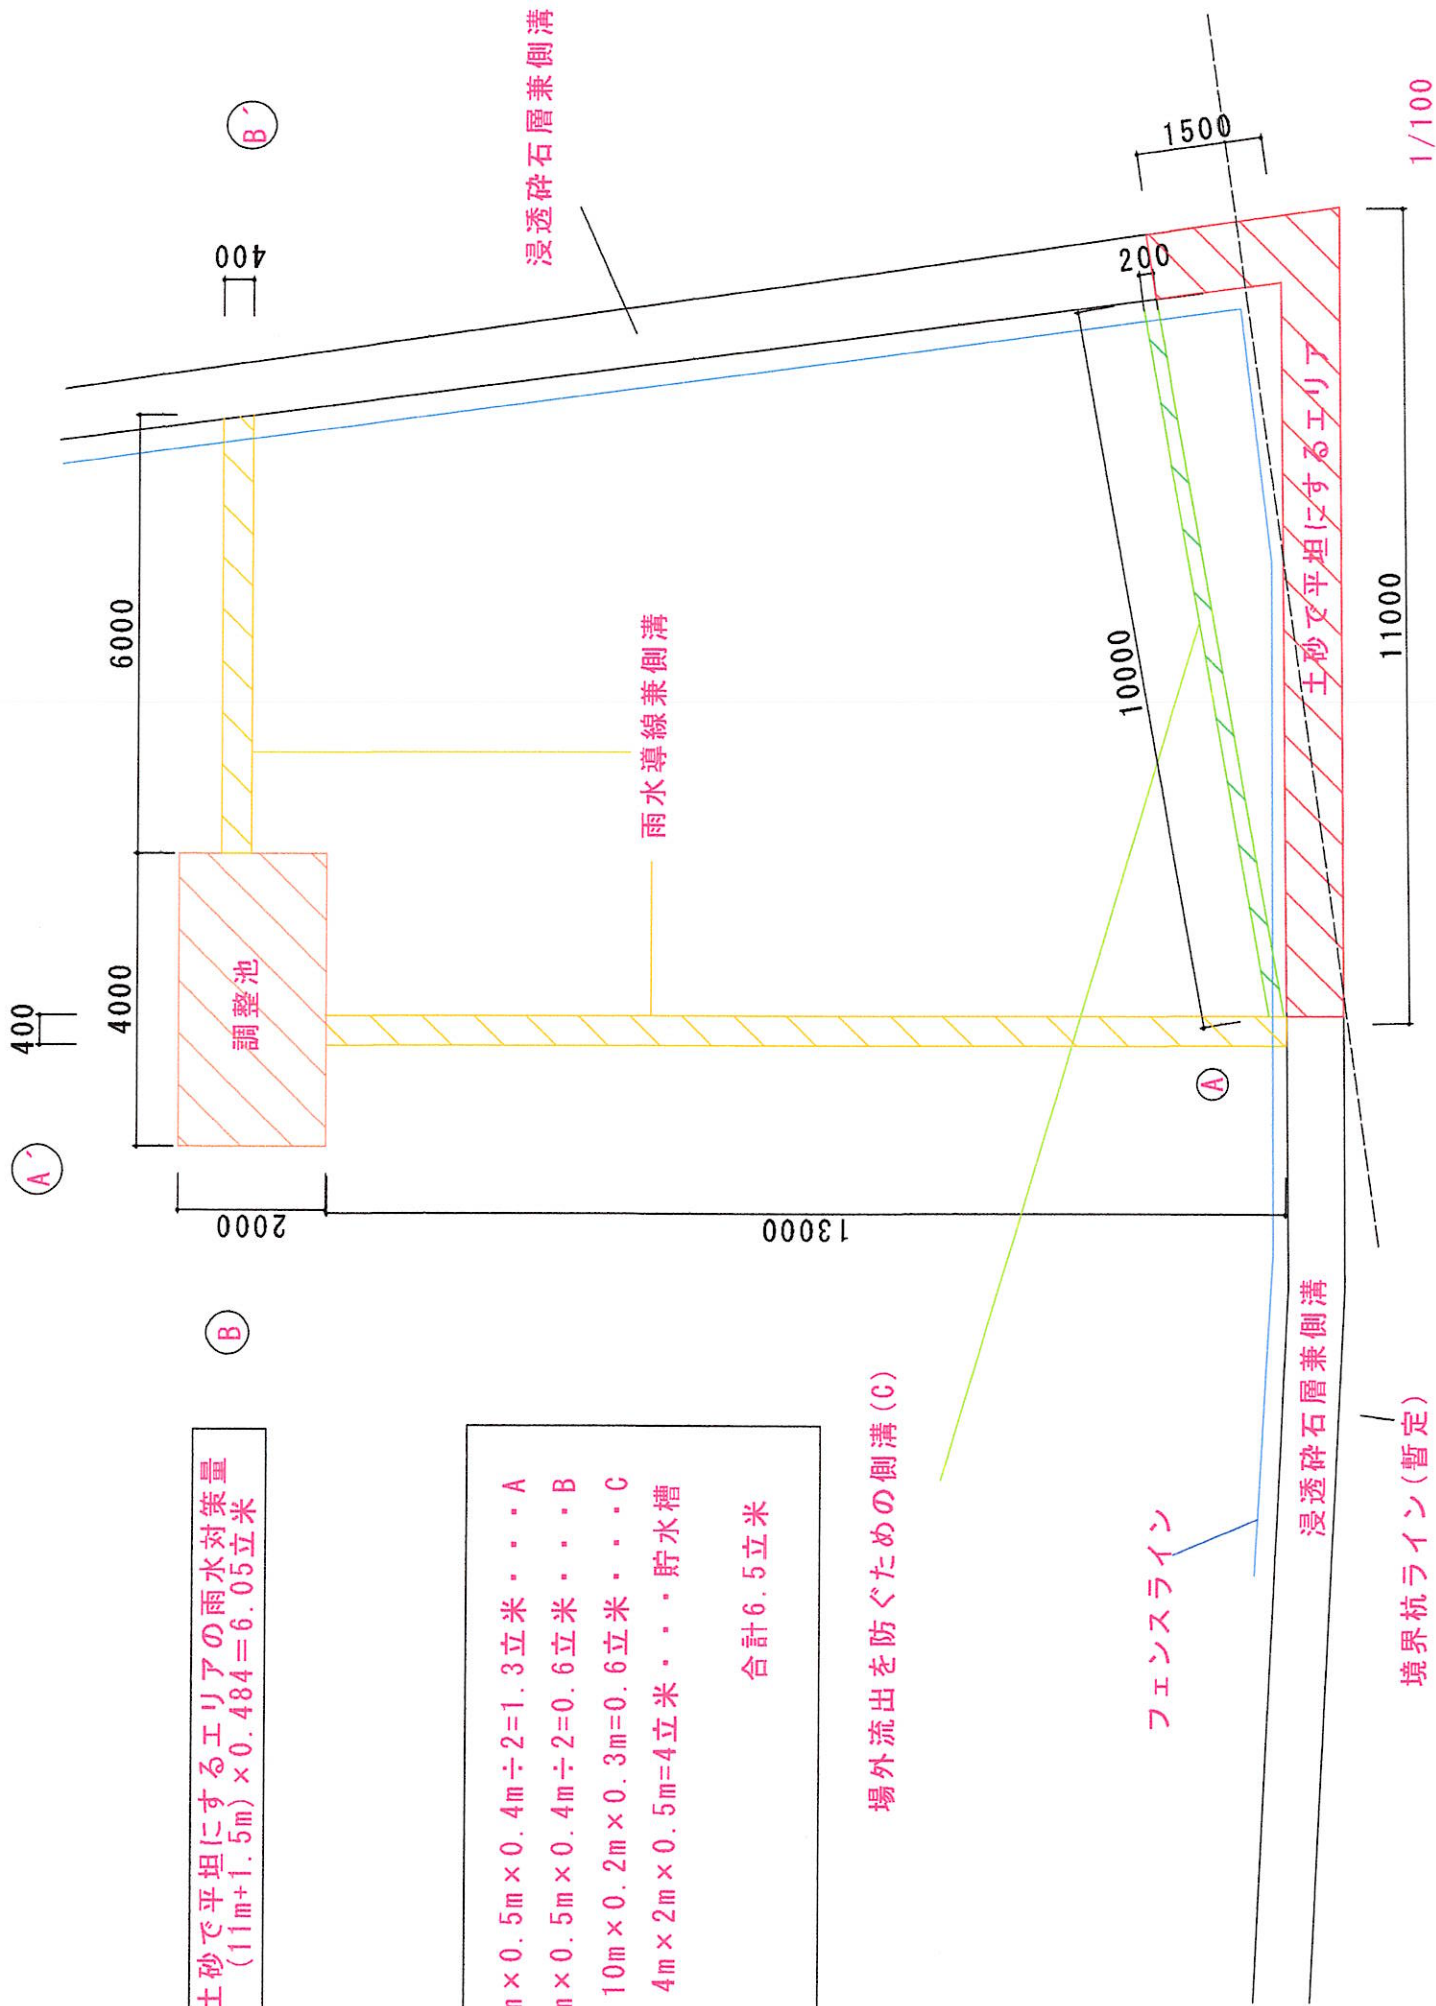 土砂で平坦にするエリアの雨水対策量
(11m+1.5m)×0.484=6.05立米
m×0.5m×0.4m÷2=1.3立米・・・A
m×0.5m×0.4m÷2=0.6立米・・・B
10m×0.2m×0.3m=0.6立米・・・C
4m×2m×0.5m=4立米・・・貯水槽
合計6.5立米
場外流出を防ぐための側溝(C)
フェンスライン
浸透砕石層兼側溝
境界杭ライン(暫定)
A´
B
400
4000
6000
調整池
2000
13000
400
B´
雨水導線兼側溝
浸透砕石層兼側溝
A
10000
200
1500
土砂で平坦にするエリア
11000
1/100